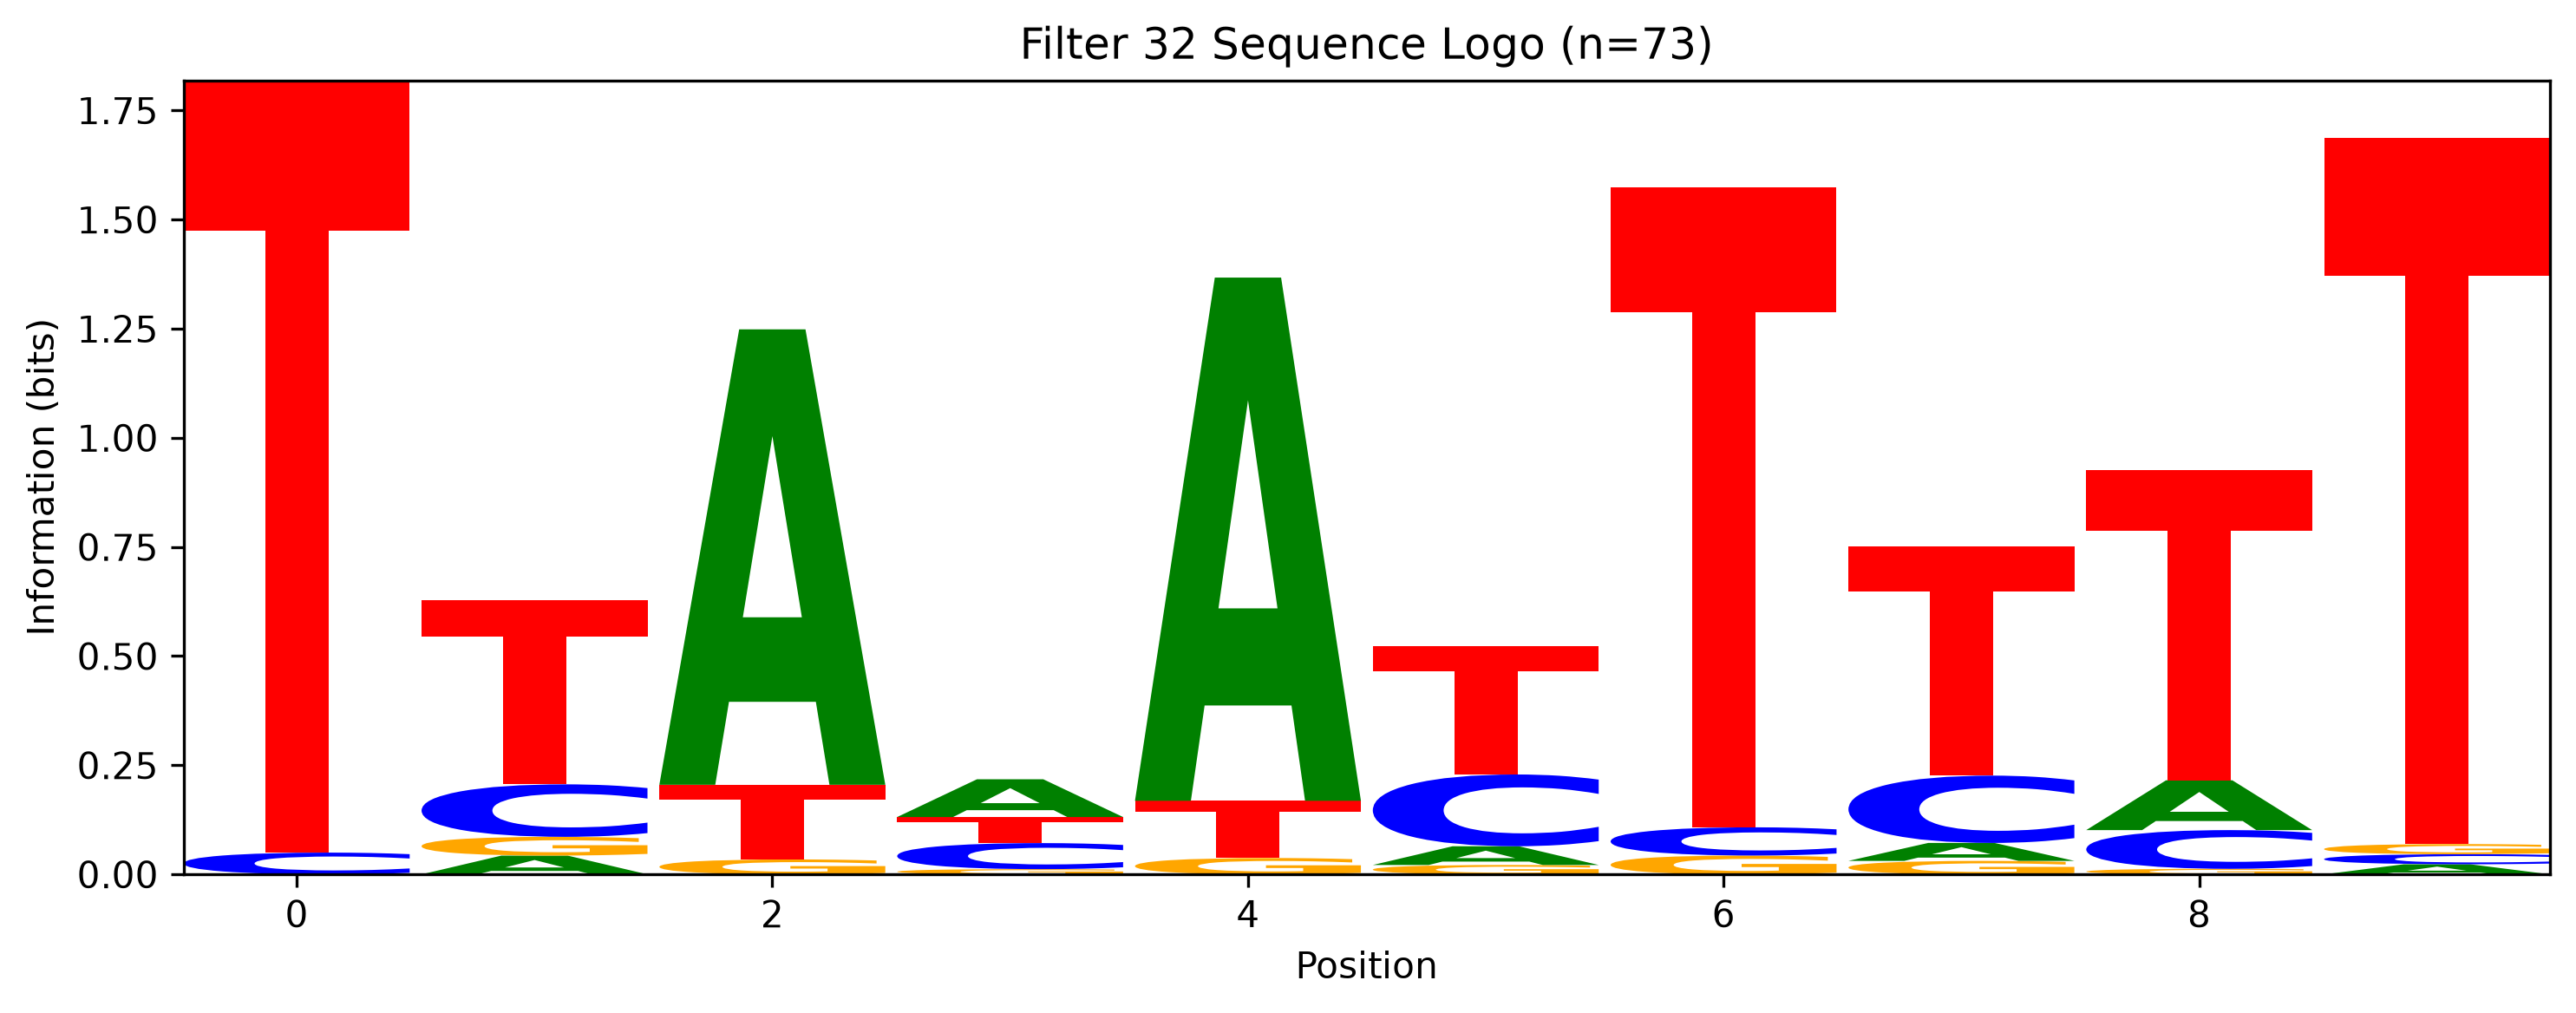 Filter 32 Sequence Logo (n=73)
Information (bits)
1.75
1.50
1.25
1.00
0.75
0.50
0.25
0.00
T C
T C G A
A T G
A T C G
A T G
T C A G
T C G
T C A G
T A C G
T G C A
0 2 4 6 8
Position